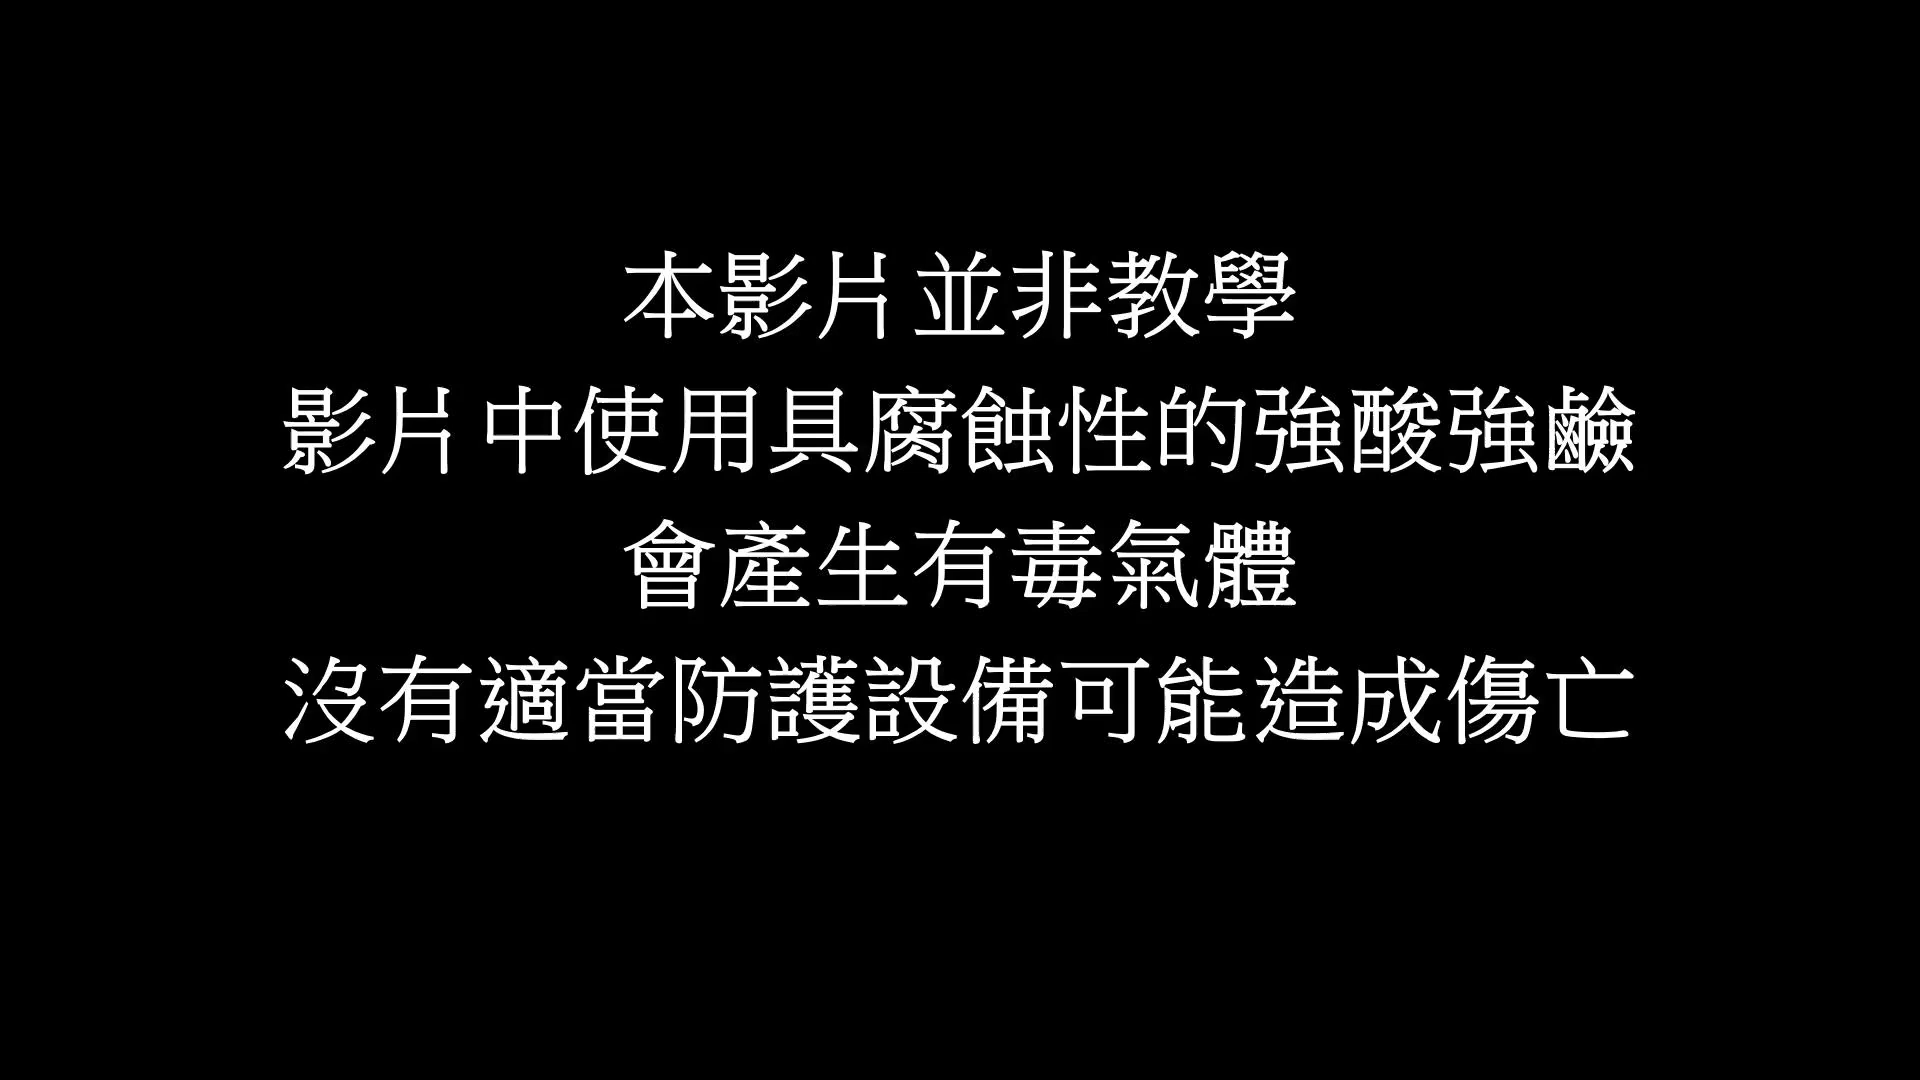 本影片並非教學
影片中使用具腐蝕性的強酸強鹼
會產生有毒氣體
沒有適當防護設備可能造成傷亡